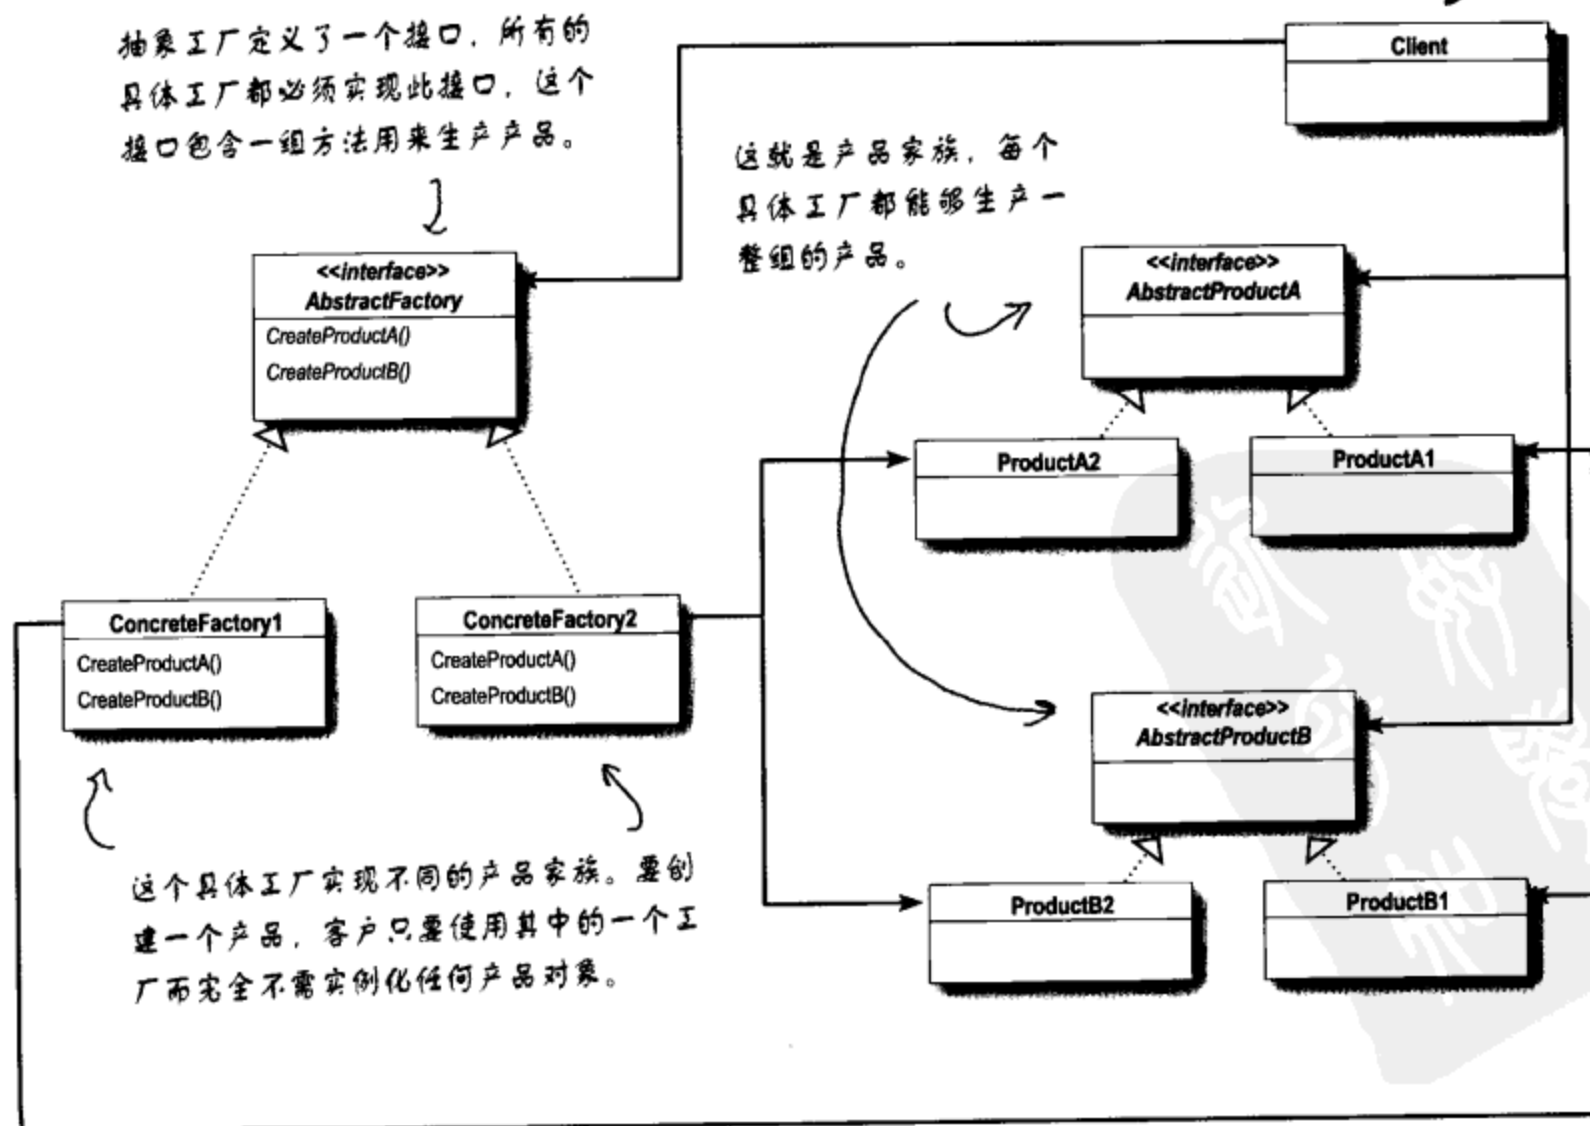 抽象工厂定义了一个接口，所有的
具体工厂都必须实现此接口，这个
接口包含一组方法用来生产产品。
Client
这就是产品家族，每个
具体工厂都能够生产一
整组的产品。
<<interface>>
AbstractFactory
CreateProductA()
CreateProductB()
<<interface>>
AbstractProductA
ProductA2
ProductA1
ConcreteFactory1
CreateProductA()
CreateProductB()
ConcreteFactory2
CreateProductA()
CreateProductB()
<<interface>>
AbstractProductB
ProductB2
ProductB1
这个具体工厂实现不同的产品家族。要创
建一个产品，客户只要使用其中的一个工
厂而完全不需实例化任何产品对象。